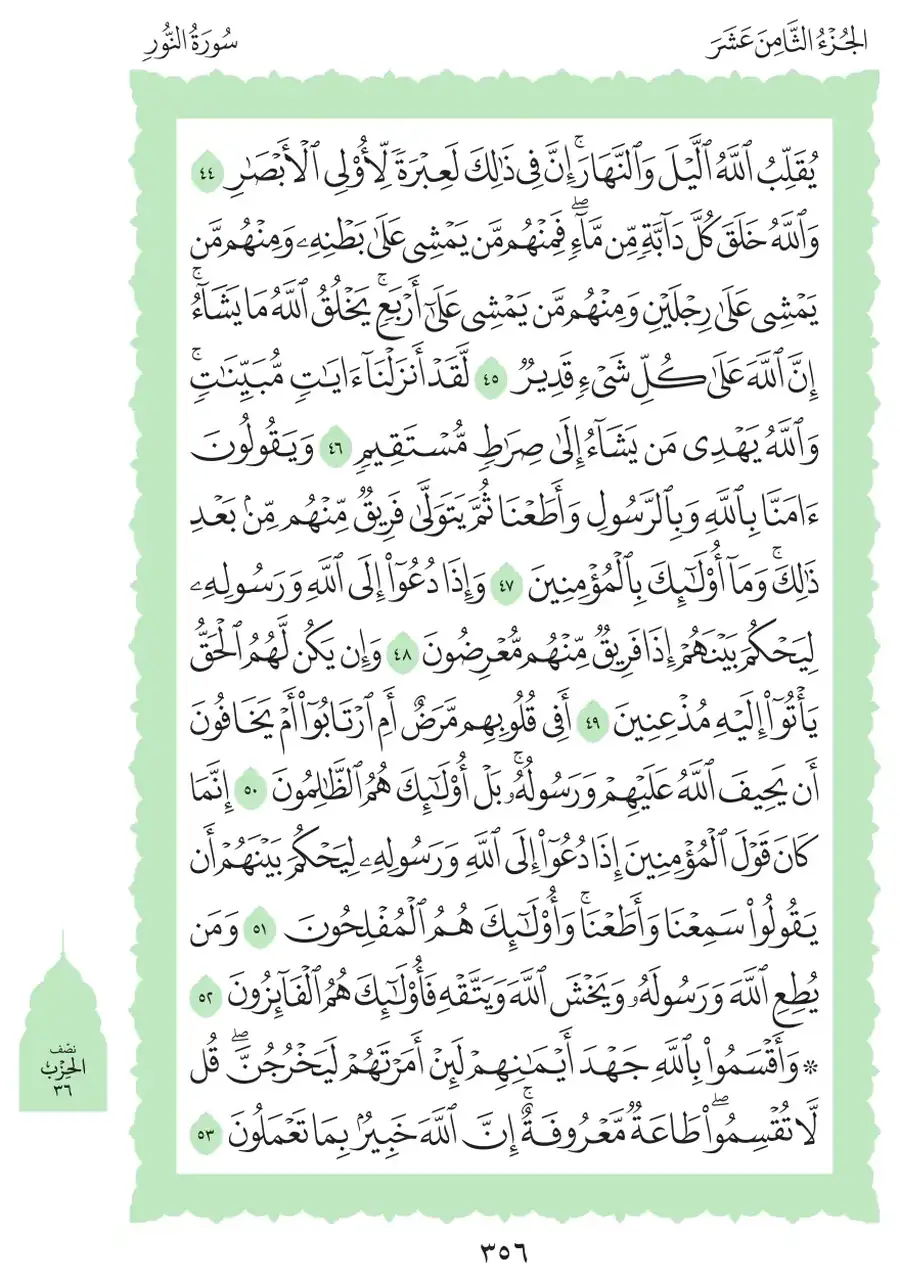 الجُزْءُ الثَّامِنَ عَشَرَ
سُورَةُ النُّورِ
يُقَلِّبُ ٱللَّهُ ٱلَّيۡلَ وَٱلنَّهَارَۚ إِنَّ فِي ذَٰلِكَ لَعِبۡرَةٗ لِّأُوْلِي ٱلۡأَبۡصَٰرِ ٤٤
وَٱللَّهُ خَلَقَ كُلَّ دَآبَّةٖ مِّن مَّآءٖۖ فَمِنۡهُم مَّن يَمۡشِي عَلَىٰ بَطۡنِهِۦ وَمِنۡهُم مَّن
يَمۡشِي عَلَىٰ رِجۡلَيۡنِ وَمِنۡهُم مَّن يَمۡشِي عَلَىٰٓ أَرۡبَعٖۚ يَخۡلُقُ ٱللَّهُ مَا يَشَآءُۚ
إِنَّ ٱللَّهَ عَلَىٰ كُلِّ شَيۡءٖ قَدِيرٞ ٤٥ لَّقَدۡ أَنزَلۡنَآ ءَايَٰتٖ مُّبَيِّنَٰتٖۚ
وَٱللَّهُ يَهۡدِي مَن يَشَآءُ إِلَىٰ صِرَٰطٖ مُّسۡتَقِيمٖ ٤٦ وَيَقُولُونَ
ءَامَنَّا بِٱللَّهِ وَبِٱلرَّسُولِ وَأَطَعۡنَا ثُمَّ يَتَوَلَّىٰ فَرِيقٞ مِّنۡهُم مِّنۢ بَعۡدِ
ذَٰلِكَۚ وَمَآ أُوْلَٰٓئِكَ بِٱلۡمُؤۡمِنِينَ ٤٧ وَإِذَا دُعُوٓاْ إِلَى ٱللَّهِ وَرَسُولِهِۦ
لِيَحۡكُمَ بَيۡنَهُمۡ إِذَا فَرِيقٞ مِّنۡهُم مُّعۡرِضُونَ ٤٨ وَإِن يَكُن لَّهُمُ ٱلۡحَقُّ
يَأۡتُوٓاْ إِلَيۡهِ مُذۡعِنِينَ ٤٩ أَفِي قُلُوبِهِم مَّرَضٌ أَمِ ٱرۡتَابُوٓاْ أَمۡ يَخَافُونَ
أَن يَحِيفَ ٱللَّهُ عَلَيۡهِمۡ وَرَسُولُهُۥۚ بَلۡ أُوْلَٰٓئِكَ هُمُ ٱلظَّٰلِمُونَ ٥٠ إِنَّمَا
كَانَ قَوۡلَ ٱلۡمُؤۡمِنِينَ إِذَا دُعُوٓاْ إِلَى ٱللَّهِ وَرَسُولِهِۦ لِيَحۡكُمَ بَيۡنَهُمۡ أَن
يَقُولُواْ سَمِعۡنَا وَأَطَعۡنَاۚ وَأُوْلَٰٓئِكَ هُمُ ٱلۡمُفۡلِحُونَ ٥١ وَمَن
يُطِعِ ٱللَّهَ وَرَسُولَهُۥ وَيَخۡشَ ٱللَّهَ وَيَتَّقۡهِ فَأُوْلَٰٓئِكَ هُمُ ٱلۡفَآئِزُونَ ٥٢
۞ وَأَقۡسَمُواْ بِٱللَّهِ جَهۡدَ أَيۡمَٰنِهِمۡ لَئِنۡ أَمَرۡتَهُمۡ لَيَخۡرُجُنَّۖ قُل
لَّا تُقۡسِمُواْۖ طَاعَةٞ مَّعۡرُوفَةٌۚ إِنَّ ٱللَّهَ خَبِيرُۢ بِمَا تَعۡمَلُونَ ٥٣
نصف
الحزب
٣٦
٣٥٦